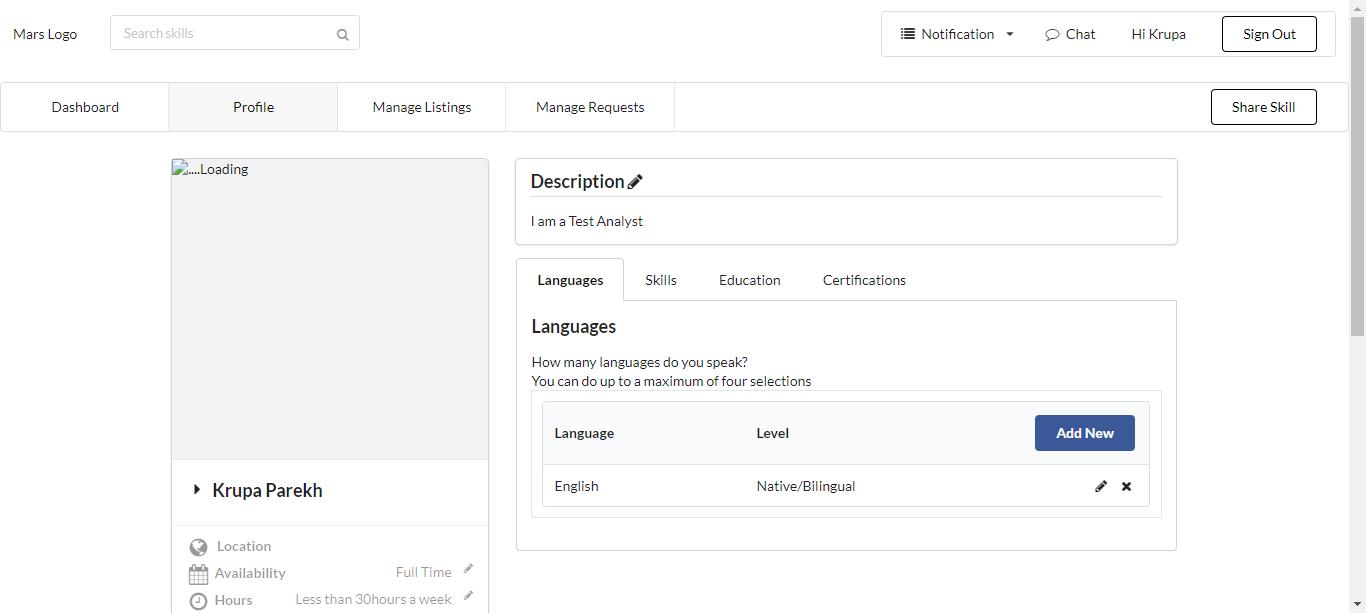 Mars Logo
Search skills
Notification
Chat
Hi Krupa
Sign Out
Dashboard
Profile
Manage Listings
Manage Requests
Share Skill
....Loading
Krupa Parekh
Location
Availability
Full Time
Hours
Less than 30hours a week
Description
I am a Test Analyst
Languages
Skills
Education
Certifications
Languages
How many languages do you speak?
You can do up to a maximum of four selections
Language
Level
Add New
English
Native/Bilingual